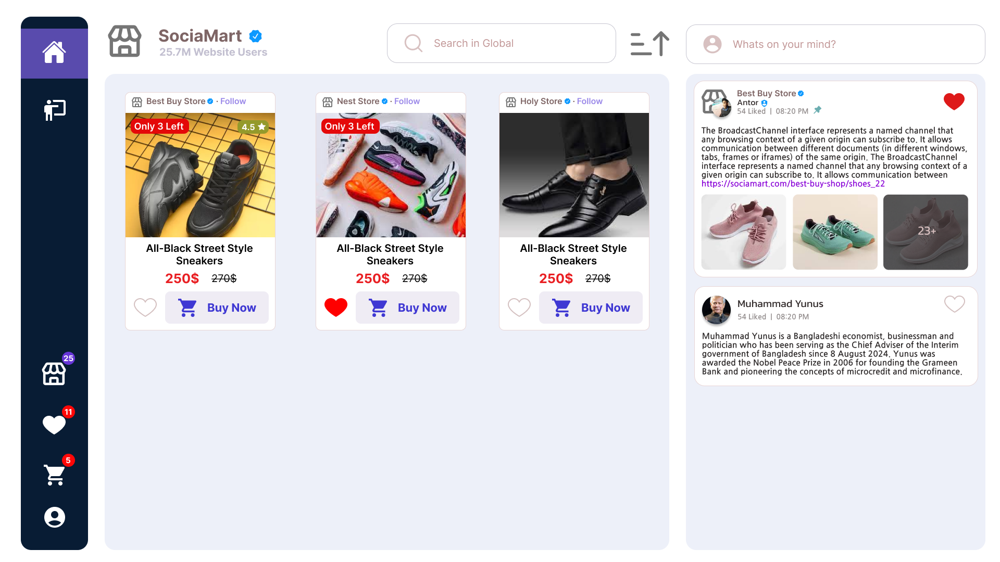 SociaMart
25.7M Website Users
Search in Global
Whats on your mind?
25
11
5
Best Buy Store · Follow
Only 3 Left
4.5
HRX
All-Black Street Style
Sneakers
250$ 270$
Buy Now
Nest Store · Follow
Only 3 Left
All-Black Street Style
Sneakers
250$ 270$
Buy Now
Holy Store · Follow
All-Black Street Style
Sneakers
250$ 270$
Buy Now
Best Buy Store
Antor
54 Liked | 08:20 PM
The BroadcastChannel interface represents a named channel that
any browsing context of a given origin can subscribe to. It allows
communication between different documents (in different windows,
tabs, frames or iframes) of the same origin. The BroadcastChannel
interface represents a named channel that any browsing context of a
given origin can subscribe to. It allows communication between
https://sociamart.com/best-buy-shop/shoes_22
23+
Muhammad Yunus
54 Liked | 08:20 PM
Muhammad Yunus is a Bangladeshi economist, businessman and
politician who has been serving as the Chief Adviser of the Interim
government of Bangladesh since 8 August 2024. Yunus was
awarded the Nobel Peace Prize in 2006 for founding the Grameen
Bank and pioneering the concepts of microcredit and microfinance.